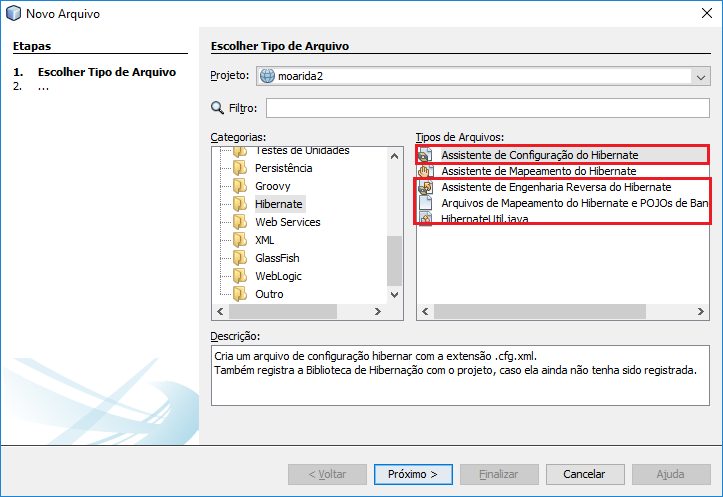 Novo Arquivo
Etapas
1. Escolher Tipo de Arquivo
2. ...
Escolher Tipo de Arquivo
Projeto: moarida2
Filtro:
Categorias:
Testes de Unidades
Persistência
Groovy
Hibernate
Web Services
XML
GlassFish
WebLogic
Outro
Tipos de Arquivos:
Assistente de Configuração do Hibernate
Assistente de Mapeamento do Hibernate
Assistente de Engenharia Reversa do Hibernate
Arquivos de Mapeamento do Hibernate e POJOs de Ban
HibernateUtil.java
Descrição:
Cria um arquivo de configuração hibernar com a extensão .cfg.xml.
Também registra a Biblioteca de Hibernação com o projeto, caso ela ainda não tenha sido registrada.
< Voltar
Próximo >
Finalizar
Cancelar
Ajuda